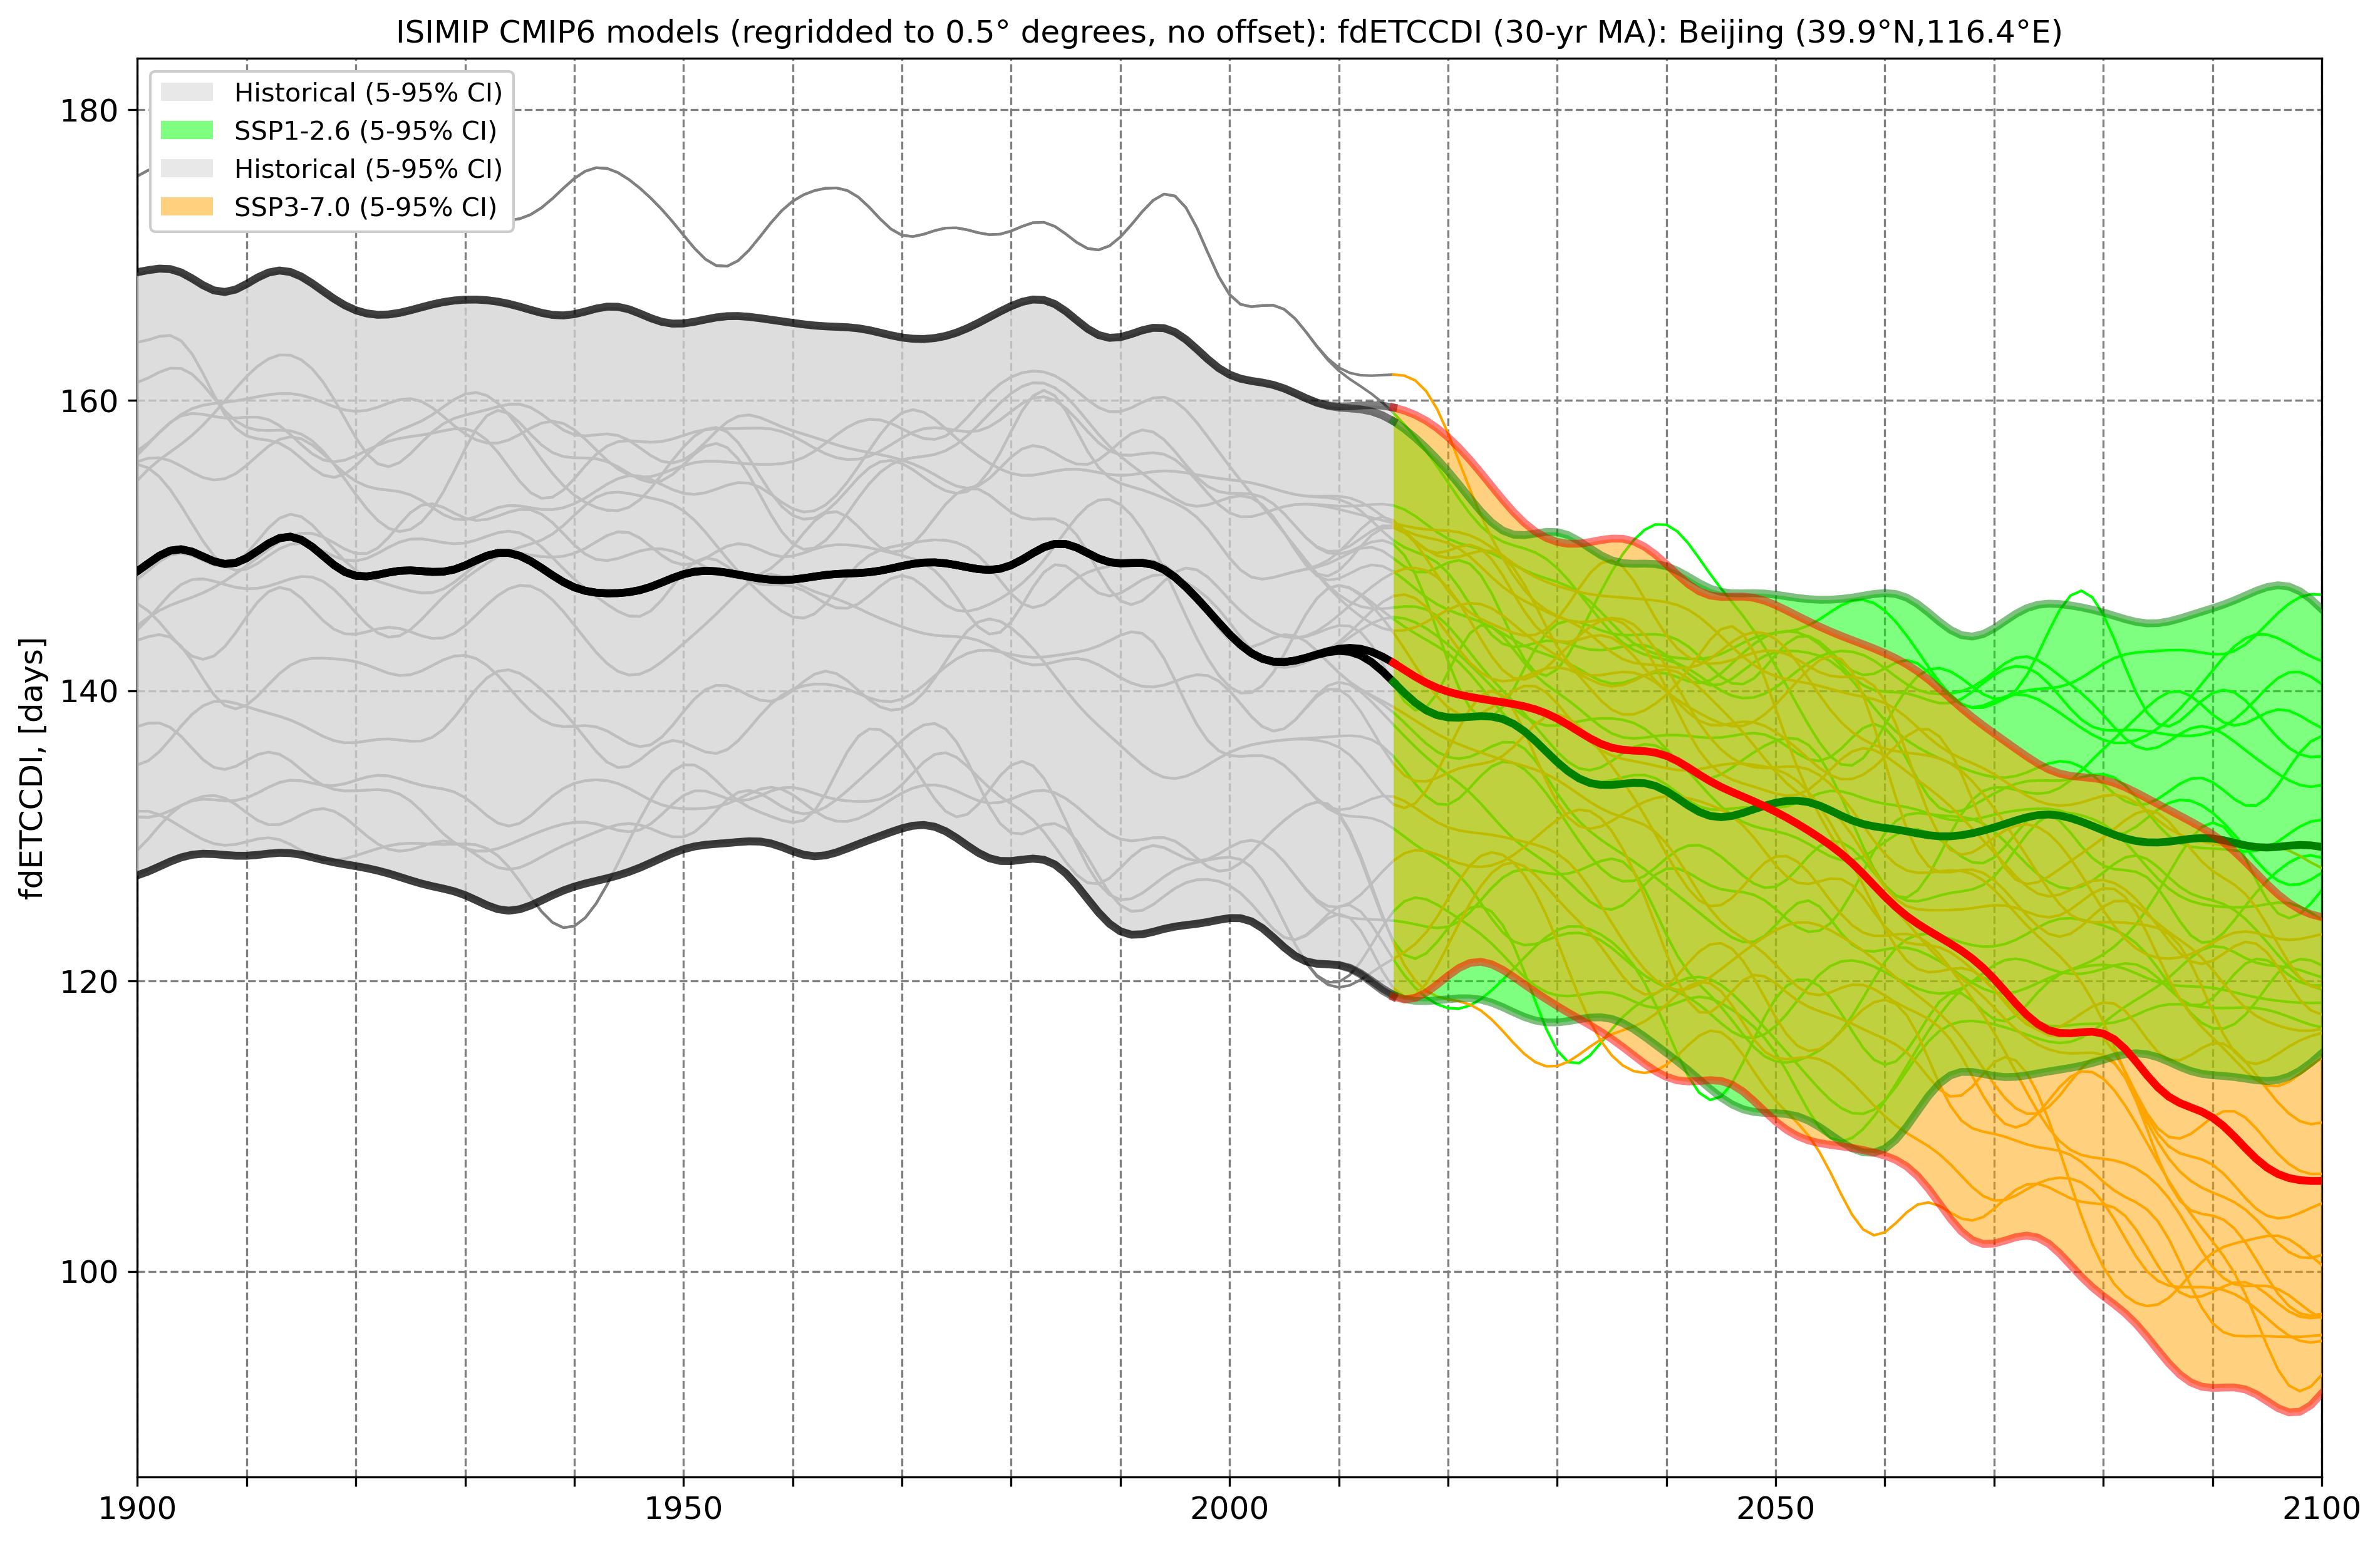 ISIMIP CMIP6 models (regridded to 0.5° degrees, no offset): fdETCCDI (30-yr MA): Beijing (39.9°N,116.4°E)
Historical (5-95% CI)
SSP1-2.6 (5-95% CI)
Historical (5-95% CI)
SSP3-7.0 (5-95% CI)
fdETCCDI, [days]
180
160
140
120
100
1900
1950
2000
2050
2100